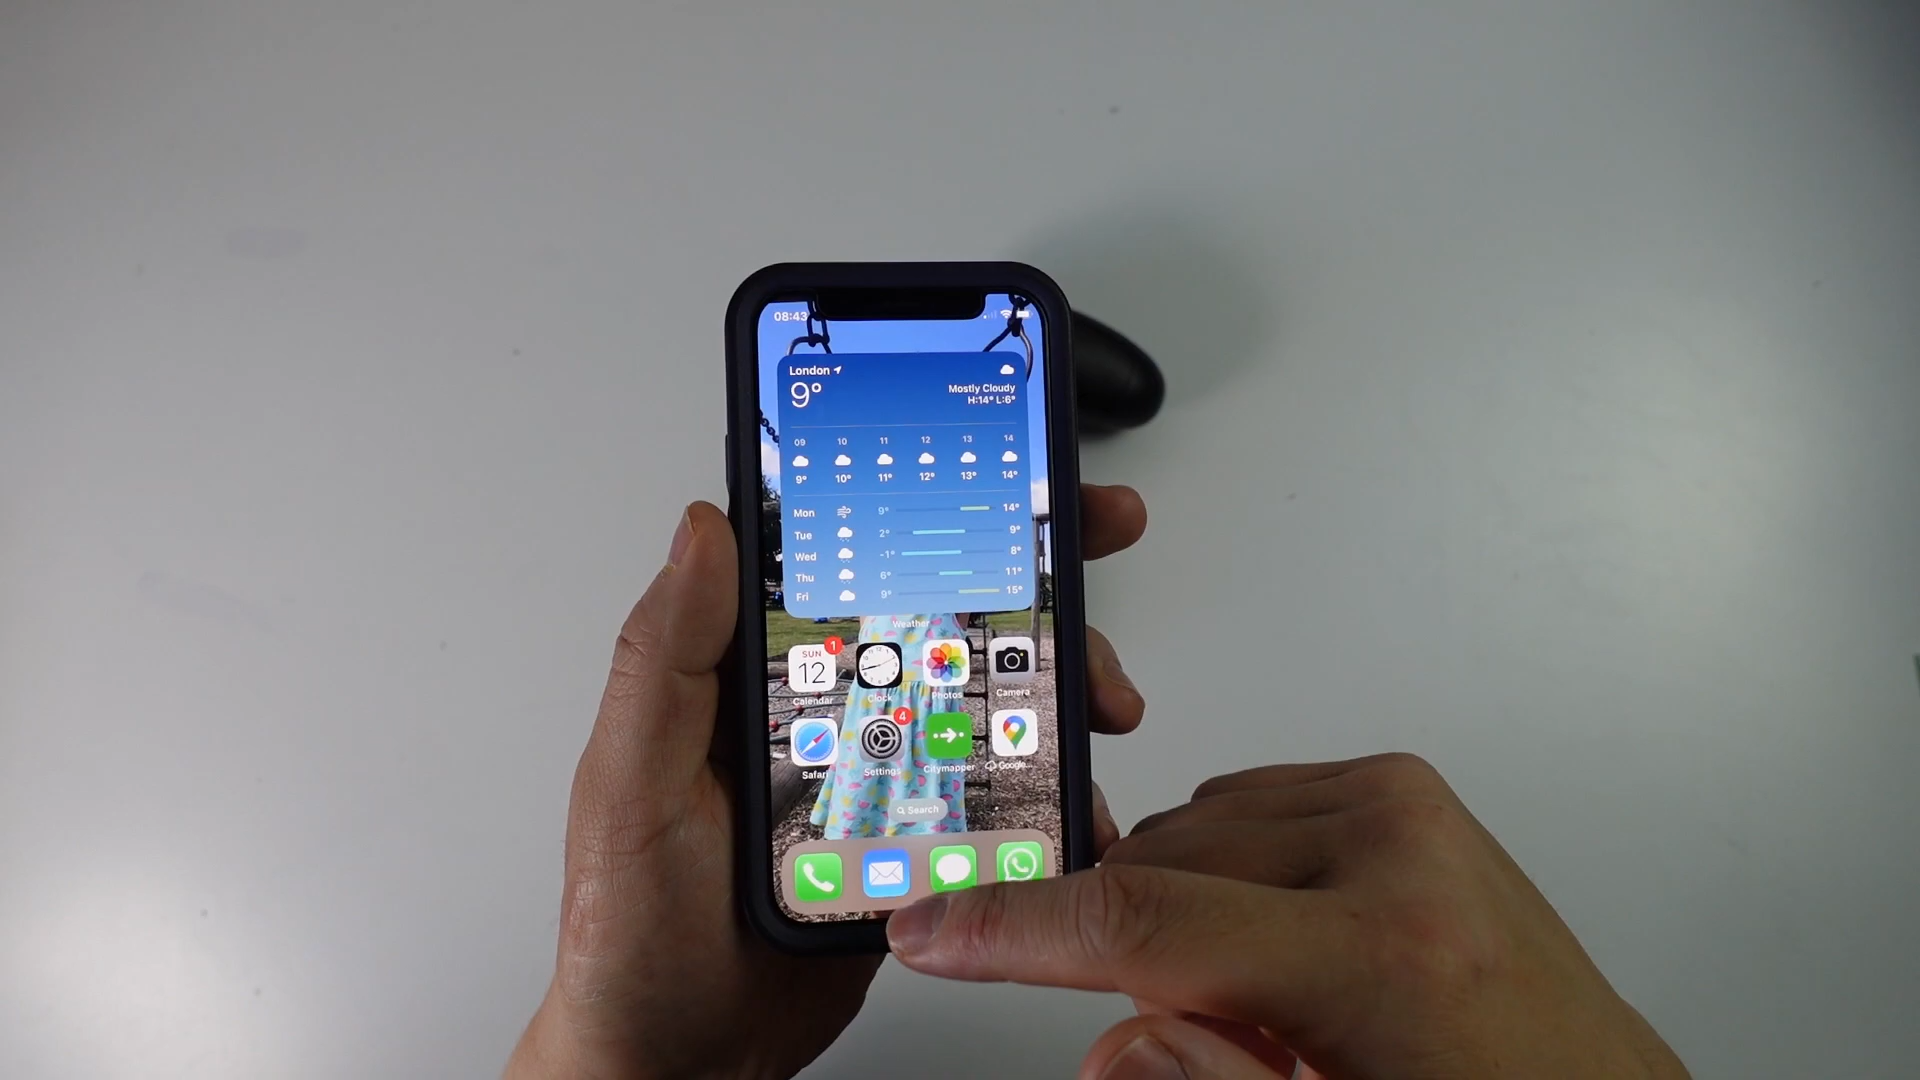 08:43
London
9°
Mostly Cloudy
H:14° L:6°
09 10 11 12 13 14
9° 10° 11° 12° 13° 14°
Mon 9° 14°
Tue 2° 9°
Wed -1° 8°
Thu 6° 11°
Fri 9° 15°
Weather
SUN 1 4
12
Calendar Clock Photos Camera
Safari Settings Citymapper Google...
Search